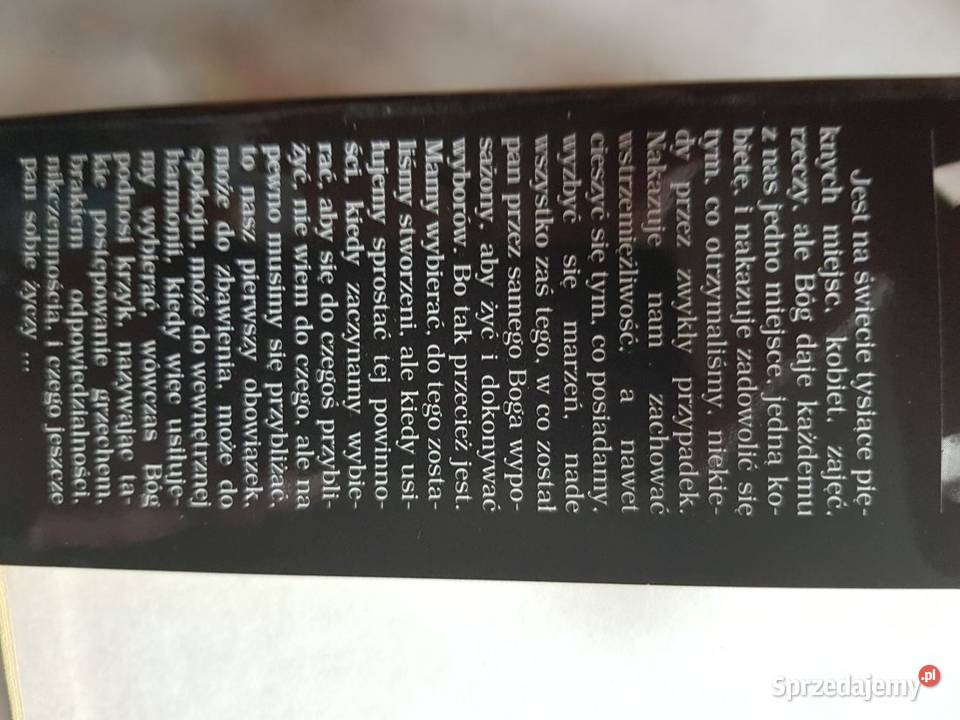 Jest na świecie tysiące pię-
knych miejsc, kobiet, zajęć,
rzeczy, ale Bóg daje każdemu
z nas jedno miejsce, jedną ko-
bietę, i nakazuje zadowolić się
tym, co otrzymaliśmy, niekie-
dy przez zwykły przypadek.
Nakazuje nam zachować
wstrzemięźliwość, a nawet
cieszyć się tym, co posiadamy,
wyzbyć się marzeń, nade
wszystko zaś tego, w co został
pan przez samego Boga wypo-
sażony, aby żyć i dokonywać
wyborów. Bo tak przecież jest.
Mamy wybierać, do tego zosta-
liśmy stworzeni, ale kiedy usi-
łujemy sprostać tej powinno-
ści, kiedy zaczynamy wybie-
rać, aby się do czegoś przybli-
żyć, nie wiem do czego, ale na
pewno musimy się przybliżać,
to nasz pierwszy obowiązek,
może do zbawienia, może do
spokoju, może do wewnętrznej
harmonii, kiedy więc usiłuje-
my wybierać, wówczas Bóg
podnosi krzyk, nazywając ta-
kie postępowanie grzechem,
brakiem odpowiedzialności,
nikczemnością, i czego jeszcze
pan sobie życzy ...
Sprzedajemy.pl